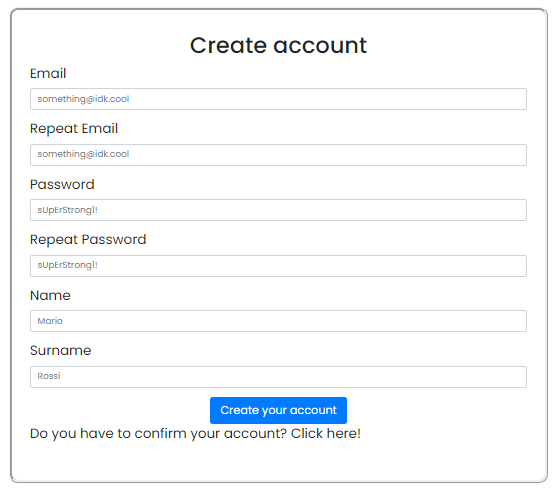 Create account
Email
something@idk.cool
Repeat Email
something@idk.cool
Password
sUpErStrong1!
Repeat Password
sUpErStrong1!
Name
Mario
Surname
Rossi
Create your account
Do you have to confirm your account? Click here!